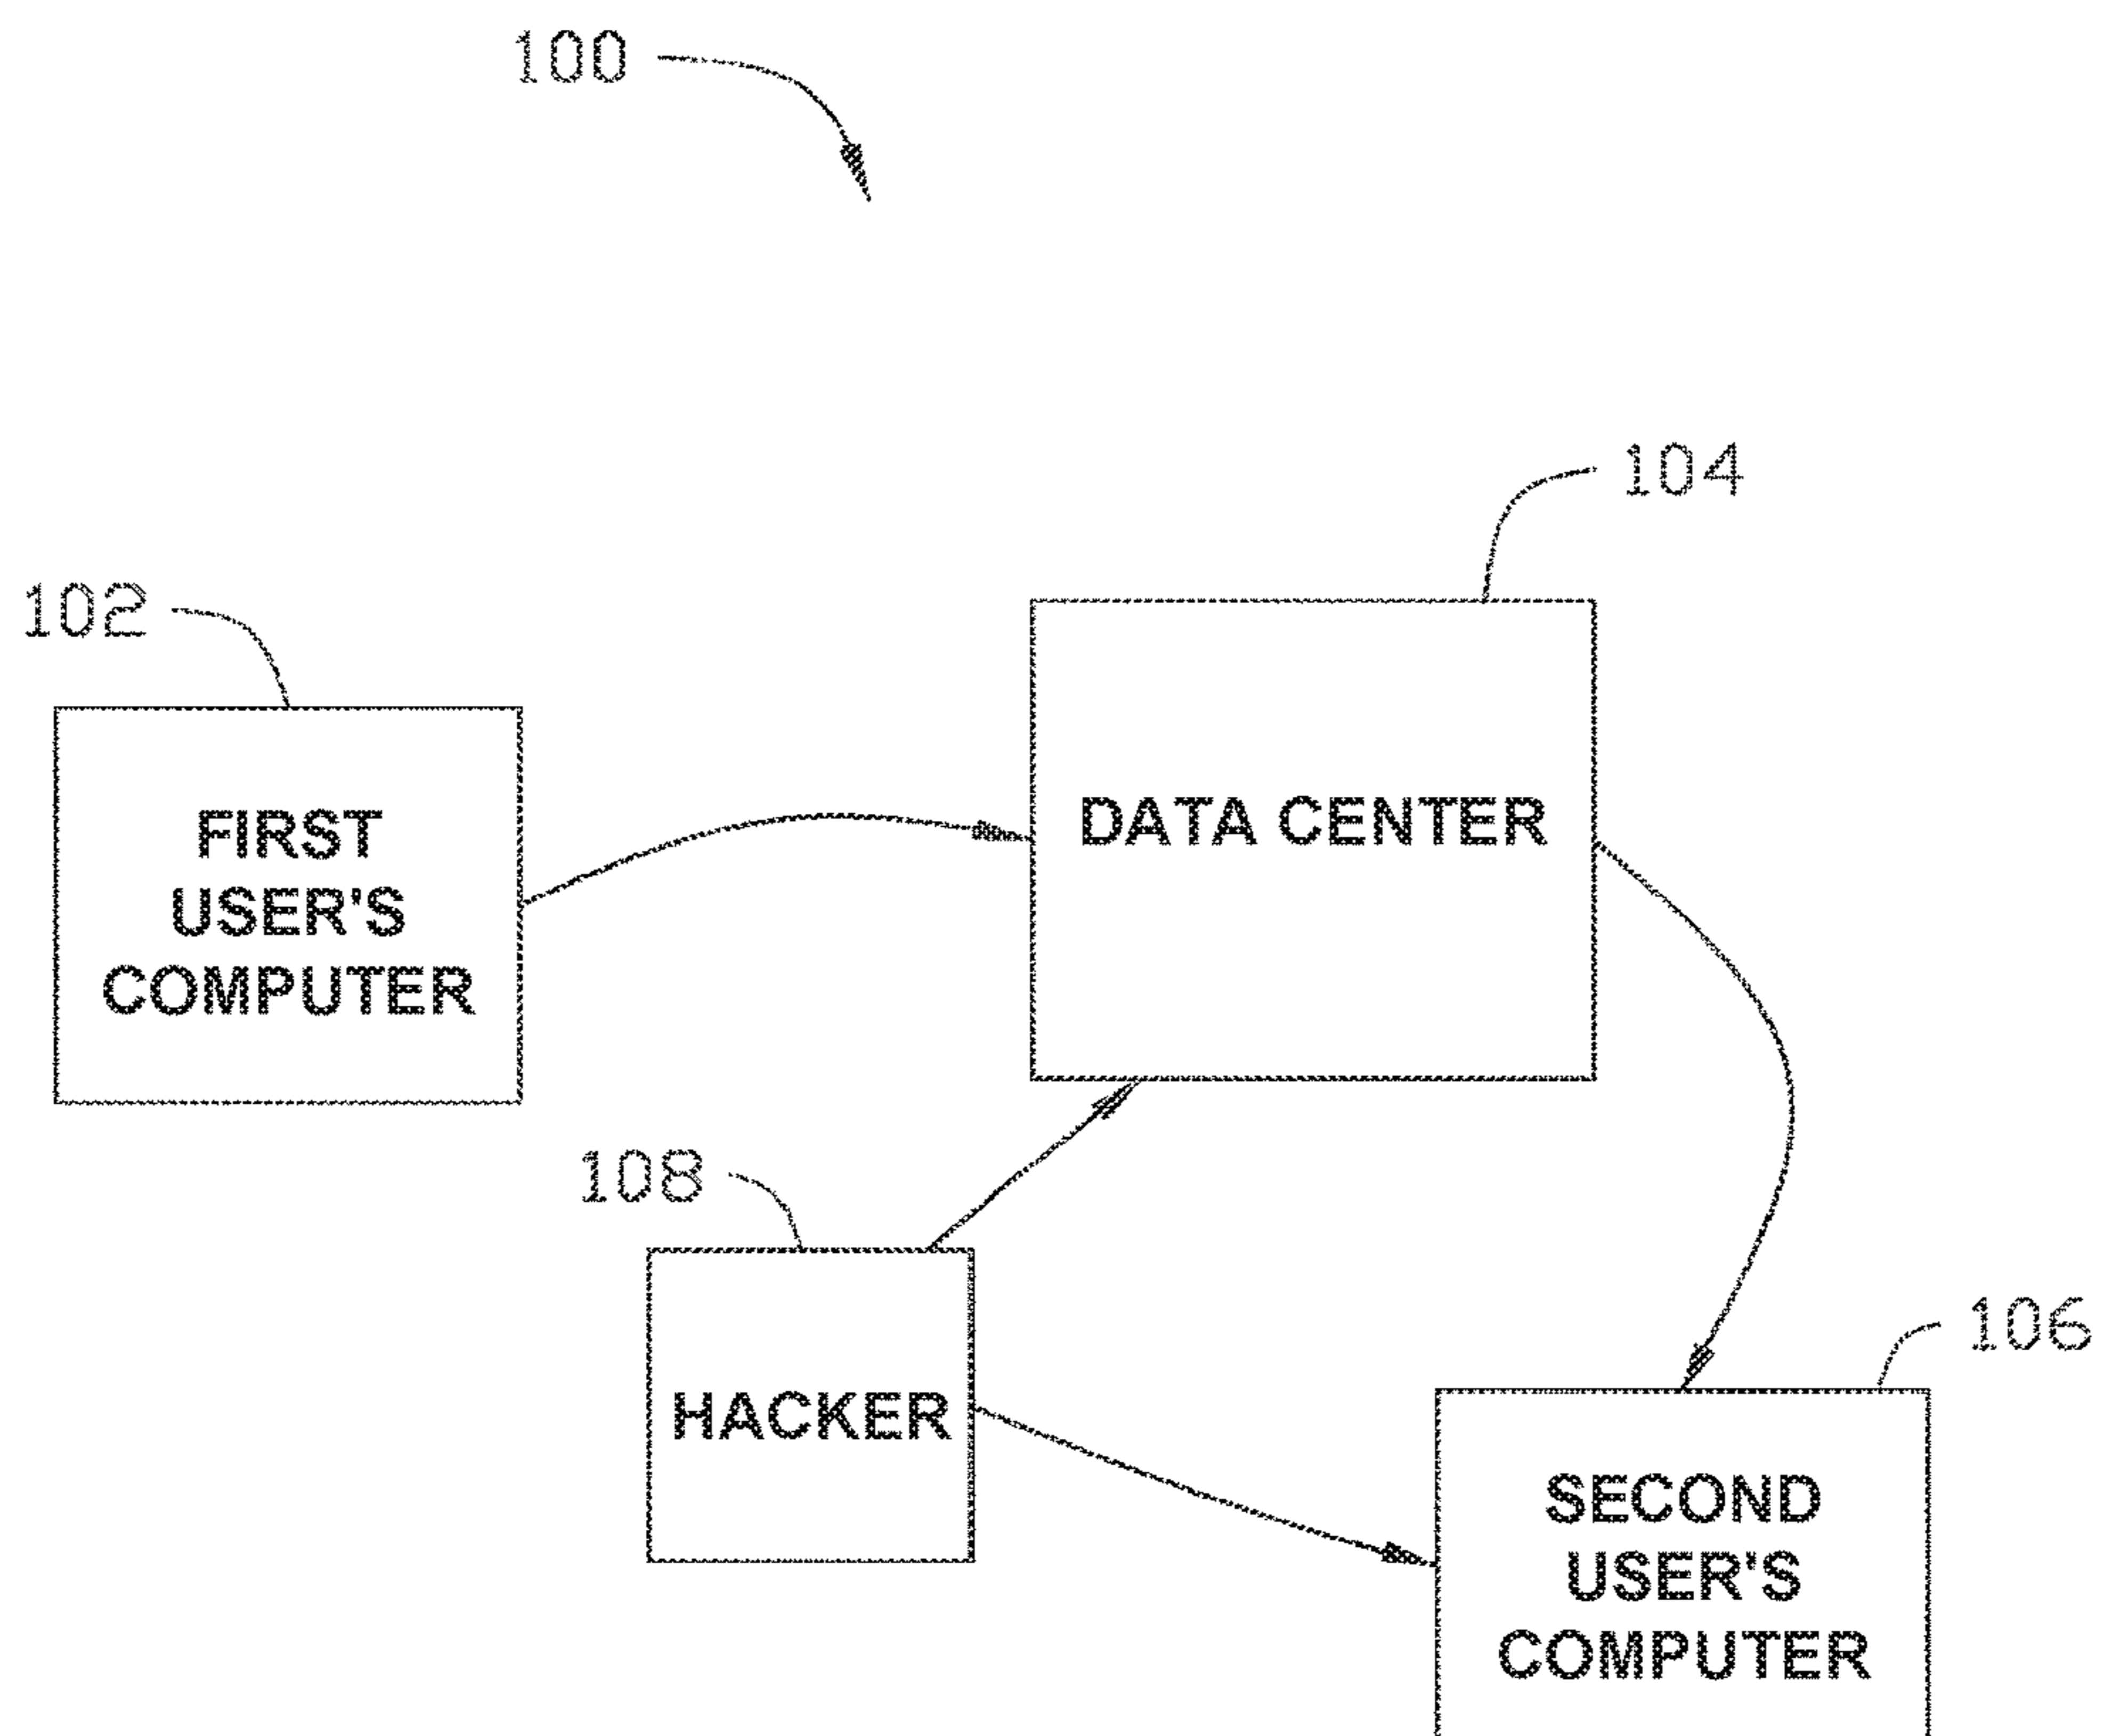 100
104
102
FIRST
USER'S
COMPUTER
DATA CENTER
108
HACKER
106
SECOND
USER'S
COMPUTER